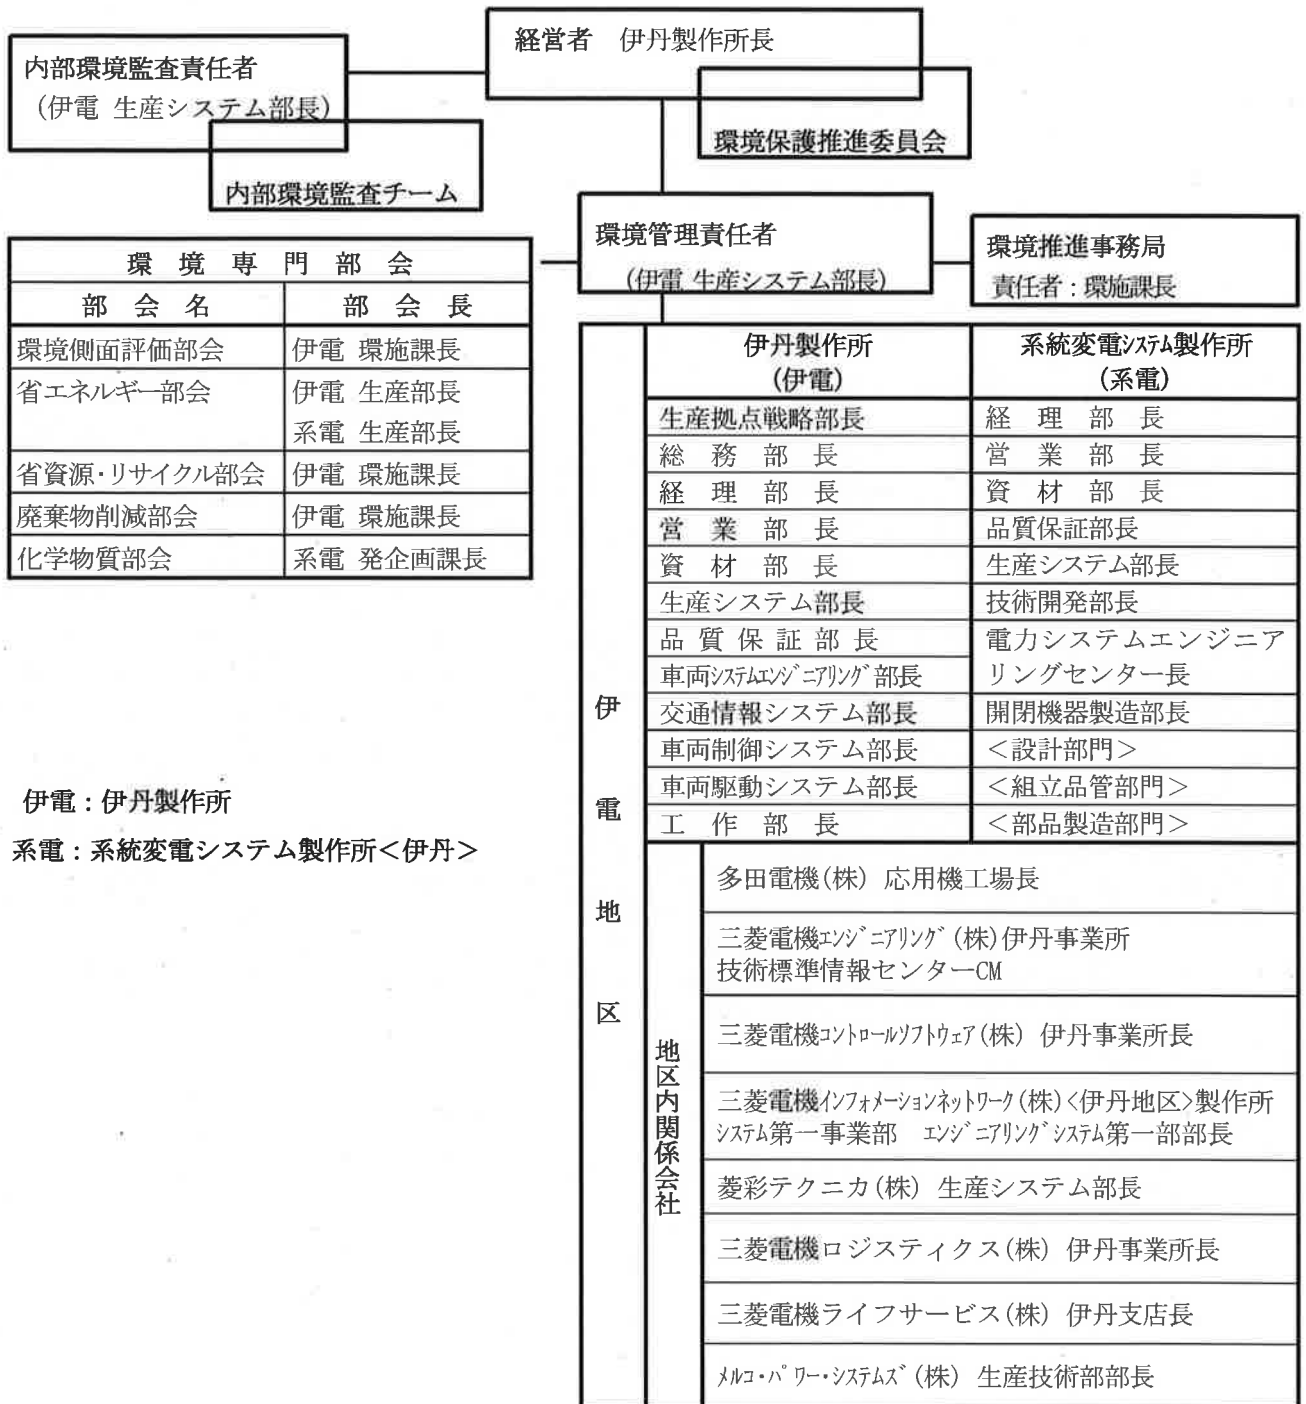 経営者 伊丹製作所長
内部環境監査責任者
(伊電 生産システム部長)
環境保護推進委員会
内部環境監査チーム
環境管理責任者
(伊電 生産システム部長)
環境推進事務局
責任者：環施課長
環 境 専 門 部 会
部 会 名 部 会 長
環境側面評価部会 伊電 環施課長
省エネルギー部会 伊電 生産部長
系電 生産部長
省資源・リサイクル部会 伊電 環施課長
廃棄物削減部会 伊電 環施課長
化学物質部会 系電 発企画課長
伊電：伊丹製作所
系電：系統変電システム製作所＜伊丹＞
伊電地区
伊丹製作所 系統変電ｼｽﾃﾑ製作所
(伊電) (系電)
生産拠点戦略部長 経 理 部 長
総 務 部 長 営 業 部 長
経 理 部 長 資 材 部 長
営 業 部 長 品質保証部長
資 材 部 長 生産システム部長
生産システム部長 技術開発部長
品 質 保 証 部 長 電力システムエンジニア
車両ｼｽﾃﾑｴﾝｼﾞﾆｱﾘﾝｸﾞ部長 リングセンター長
交通情報システム部長 開閉機器製造部長
車両制御システム部長 ＜設計部門＞
車両駆動システム部長 ＜組立品管部門＞
工 作 部 長 ＜部品製造部門＞
地区内関係会社
多田電機(株) 応用機工場長
三菱電機ｴﾝｼﾞﾆｱﾘﾝｸﾞ(株)伊丹事業所
技術標準情報センターCM
三菱電機ｺﾝﾄﾛｰﾙｿﾌﾄｳｪｱ(株) 伊丹事業所長
三菱電機ｲﾝﾌｫﾒｰｼｮﾝﾈｯﾄﾜｰｸ(株)<伊丹地区>製作所
ｼｽﾃﾑ第一事業部 ｴﾝｼﾞﾆｱﾘﾝｸﾞｼｽﾃﾑ第一部部長
菱彩テクニカ(株) 生産システム部長
三菱電機ロジスティクス(株) 伊丹事業所長
三菱電機ライフサービス(株) 伊丹支店長
ﾒﾙｺ･ﾊﾟﾜｰ･ｼｽﾃﾑｽﾞ(株) 生産技術部部長